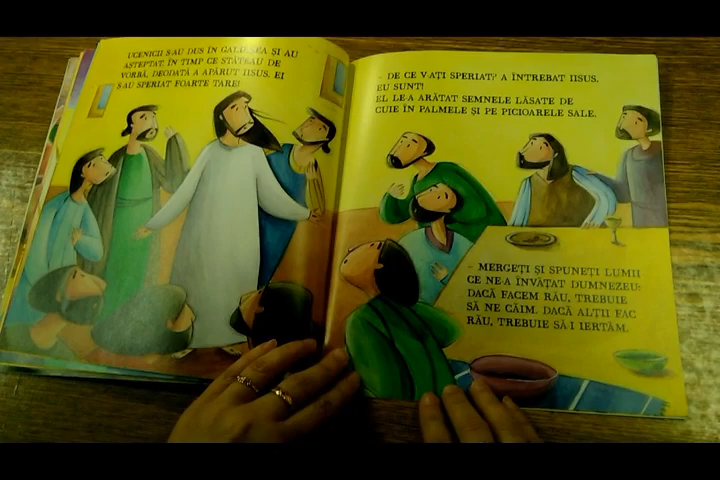 UCENICII S-AU DUS ÎN GALILEEA ȘI AU
AȘTEPTAT. ÎN TIMP CE STĂTEAU DE
VORBĂ, DEODATĂ A APĂRUT IISUS. EI
S-AU SPERIAT FOARTE TARE!
- DE CE V-AȚI SPERIAT? A ÎNTREBAT IISUS.
EU SUNT!
EL LE-A ARĂTAT SEMNELE LĂSATE DE
CUIE ÎN PALMELE ȘI PE PICIOARELE SALE.
- MERGEȚI ȘI SPUNEȚI LUMII
CE NE-A ÎNVĂȚAT DUMNEZEU:
DACĂ FACEM RĂU, TREBUIE
SĂ NE CĂIM. DACĂ ALȚII FAC
RĂU, TREBUIE SĂ-I IERTĂM.